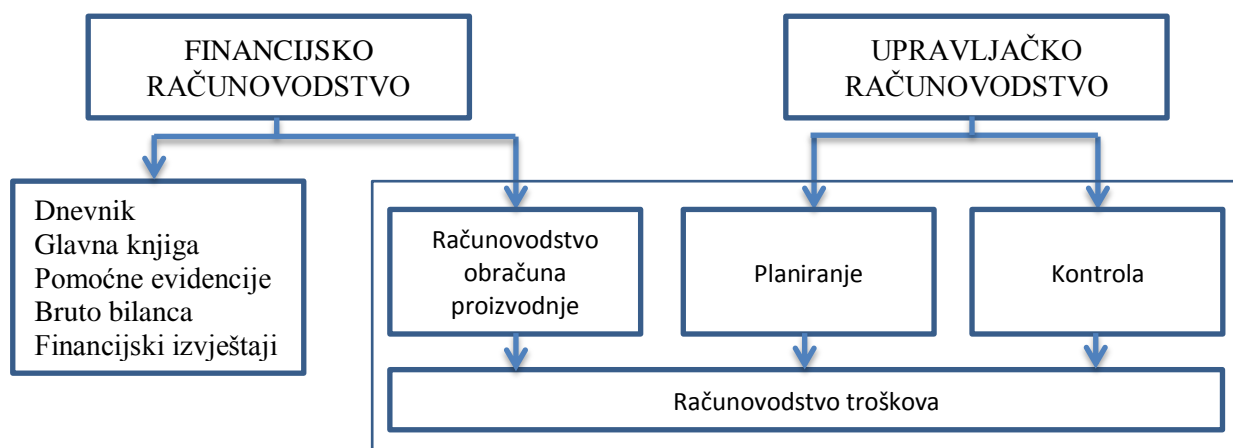 FINANCIJSKO
RAČUNOVODSTVO
UPRAVLJAČKO
RAČUNOVODSTVO
Dnevnik
Glavna knjiga
Pomoćne evidencije
Bruto bilanca
Financijski izvještaji
Računovodstvo
obračuna
proizvodnje
Planiranje
Kontrola
Računovodstvo troškova